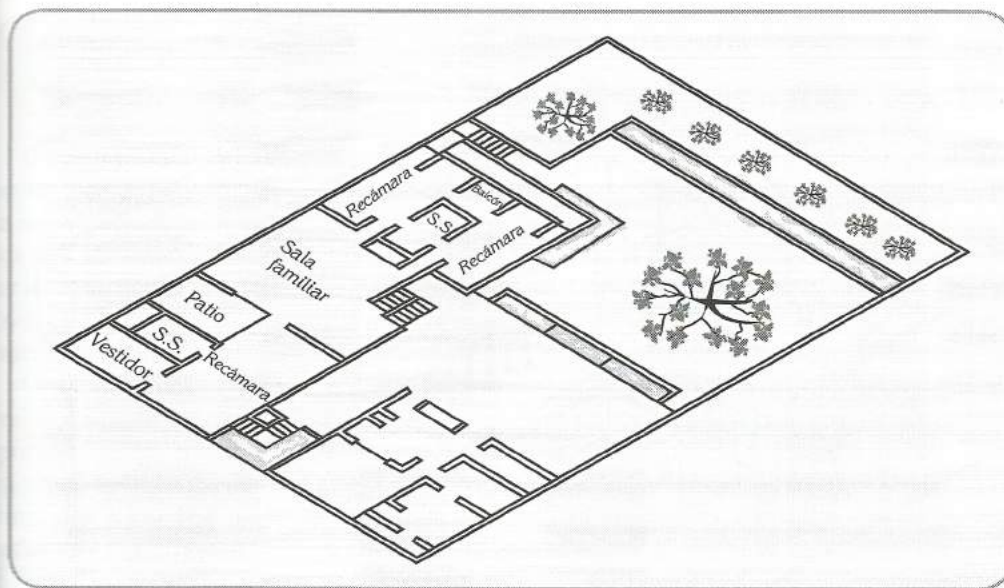 Recámara
Balcón
S.S.
Recámara
Sala
familiar
Patio
S.S.
Recámara
Vestidor